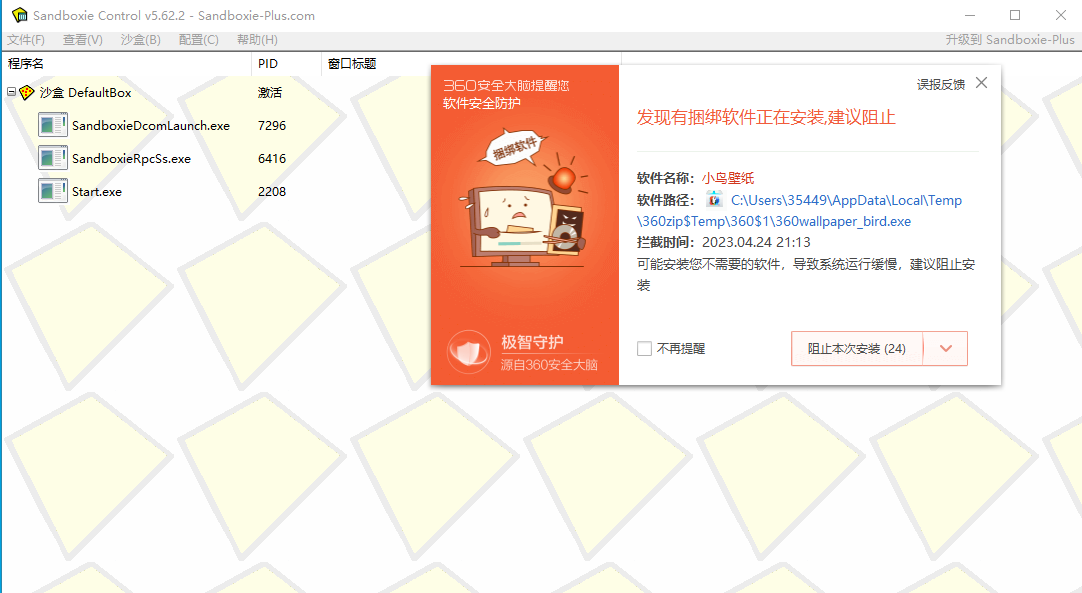 Sandboxie Control v5.62.2 - Sandboxie-Plus.com
文件(F) 查看(V) 沙盒(B) 配置(C) 帮助(H) 升级到 Sandboxie-Plus
程序名 PID 窗口标题
沙盒 DefaultBox 激活
SandboxieDcomLaunch.exe 7296
SandboxieRpcSs.exe 6416
Start.exe 2208
360安全大脑提醒您
软件安全防护
捆绑软件
极智守护
源自360安全大脑
误报反馈
发现有捆绑软件正在安装,建议阻止
软件名称: 小鸟壁纸
软件路径: C:\Users\35449\AppData\Local\Temp
\360zip$Temp\360$1\360wallpaper_bird.exe
拦截时间: 2023.04.24 21:13
可能安装您不需要的软件，导致系统运行缓慢，建议阻止安
装
不再提醒 阻止本次安装 (24)